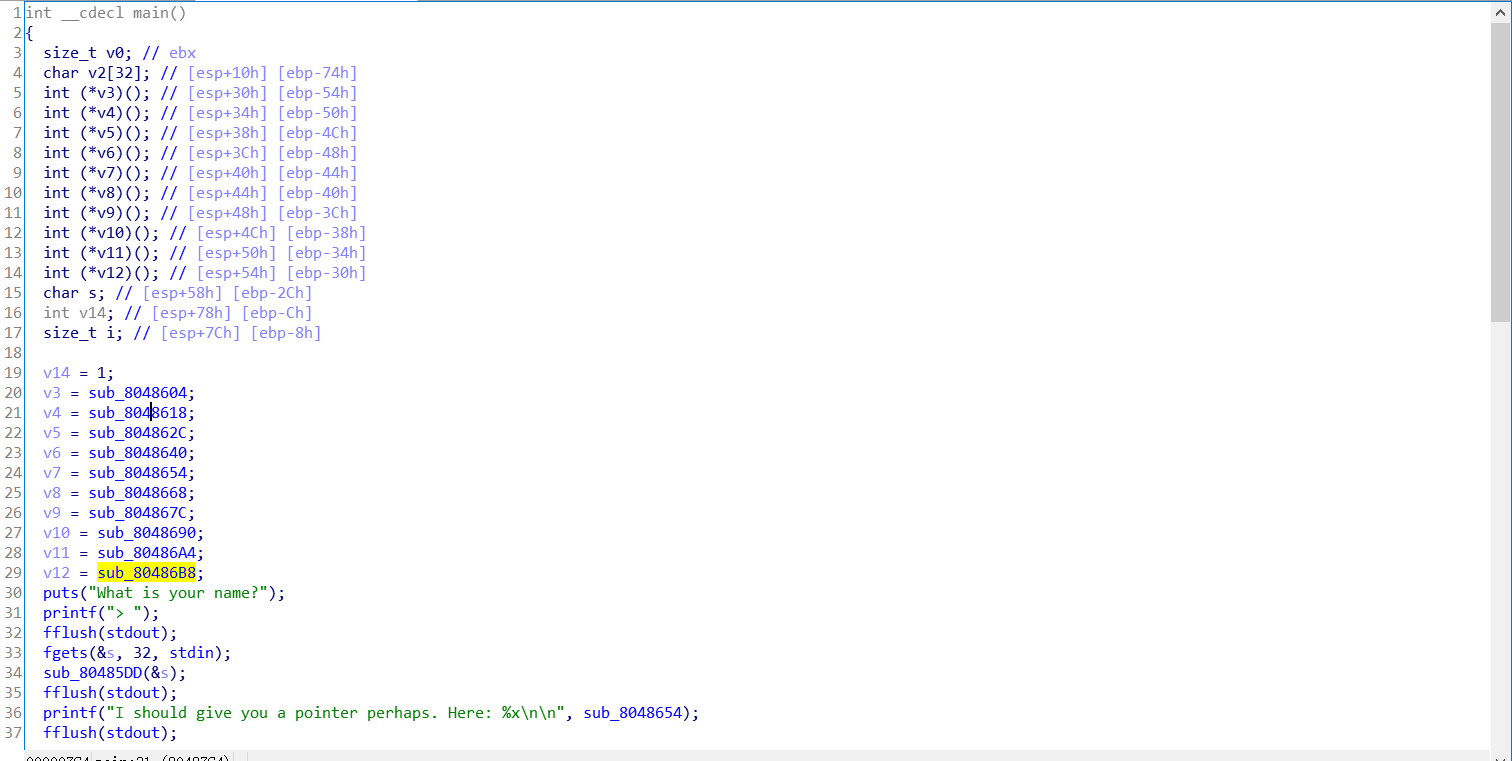 1 int __cdecl main()
2 {
3 size_t v0; // ebx
4 char v2[32]; // [esp+10h] [ebp-74h]
5 int (*v3)(); // [esp+30h] [ebp-54h]
6 int (*v4)(); // [esp+34h] [ebp-50h]
7 int (*v5)(); // [esp+38h] [ebp-4Ch]
8 int (*v6)(); // [esp+3Ch] [ebp-48h]
9 int (*v7)(); // [esp+40h] [ebp-44h]
10 int (*v8)(); // [esp+44h] [ebp-40h]
11 int (*v9)(); // [esp+48h] [ebp-3Ch]
12 int (*v10)(); // [esp+4Ch] [ebp-38h]
13 int (*v11)(); // [esp+50h] [ebp-34h]
14 int (*v12)(); // [esp+54h] [ebp-30h]
15 char s; // [esp+58h] [ebp-2Ch]
16 int v14; // [esp+78h] [ebp-Ch]
17 size_t i; // [esp+7Ch] [ebp-8h]
18
19 v14 = 1;
20 v3 = sub_8048604;
21 v4 = sub_8048618;
22 v5 = sub_804862C;
23 v6 = sub_8048640;
24 v7 = sub_8048654;
25 v8 = sub_8048668;
26 v9 = sub_804867C;
27 v10 = sub_8048690;
28 v11 = sub_80486A4;
29 v12 = sub_80486B8;
30 puts("What is your name?");
31 printf("> ");
32 fflush(stdout);
33 fgets(&s, 32, stdin);
34 sub_80485DD(&s);
35 fflush(stdout);
36 printf("I should give you a pointer perhaps. Here: %x\n\n", sub_8048654);
37 fflush(stdout);